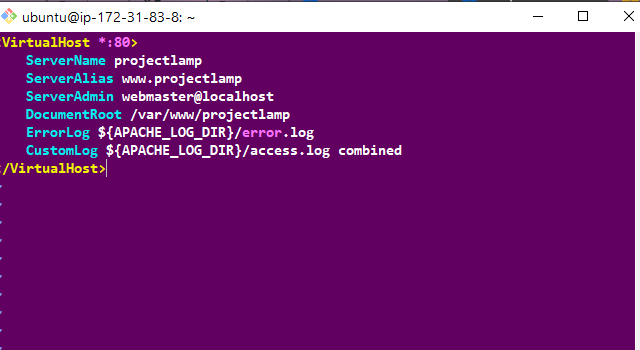 ubuntu@ip-172-31-83-8: ~
<VirtualHost *:80>
ServerName projectlamp
ServerAlias www.projectlamp
ServerAdmin webmaster@localhost
DocumentRoot /var/www/projectlamp
ErrorLog ${APACHE_LOG_DIR}/error.log
CustomLog ${APACHE_LOG_DIR}/access.log combined
</VirtualHost>
~
~
~
~
~
~
~
~
~